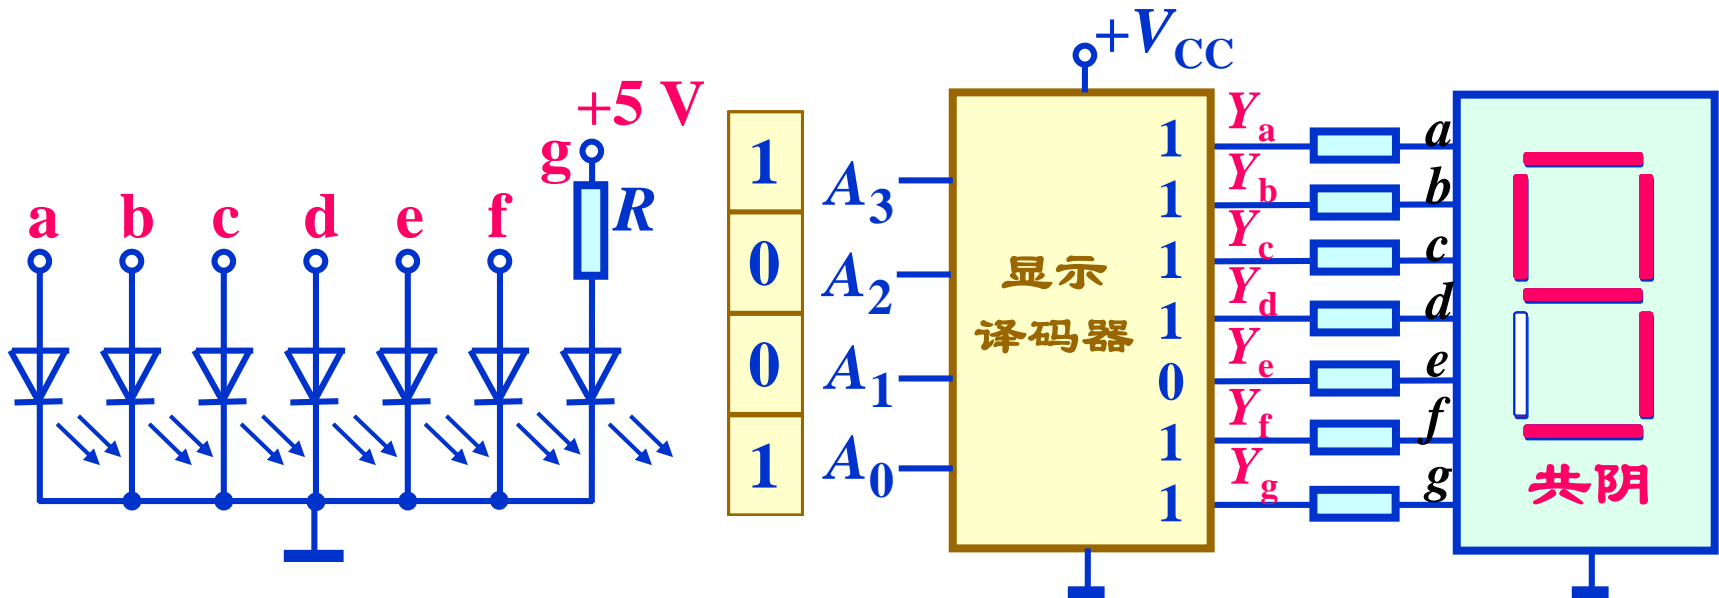 +5 V
g
R
a b c d e f
1
0
0
1
A3
A2
A1
A0
+VCC
显示
译码器
1
1
1
1
0
1
1
Ya
Yb
Yc
Yd
Ye
Yf
Yg
a
b
c
d
e
f
g
共阴